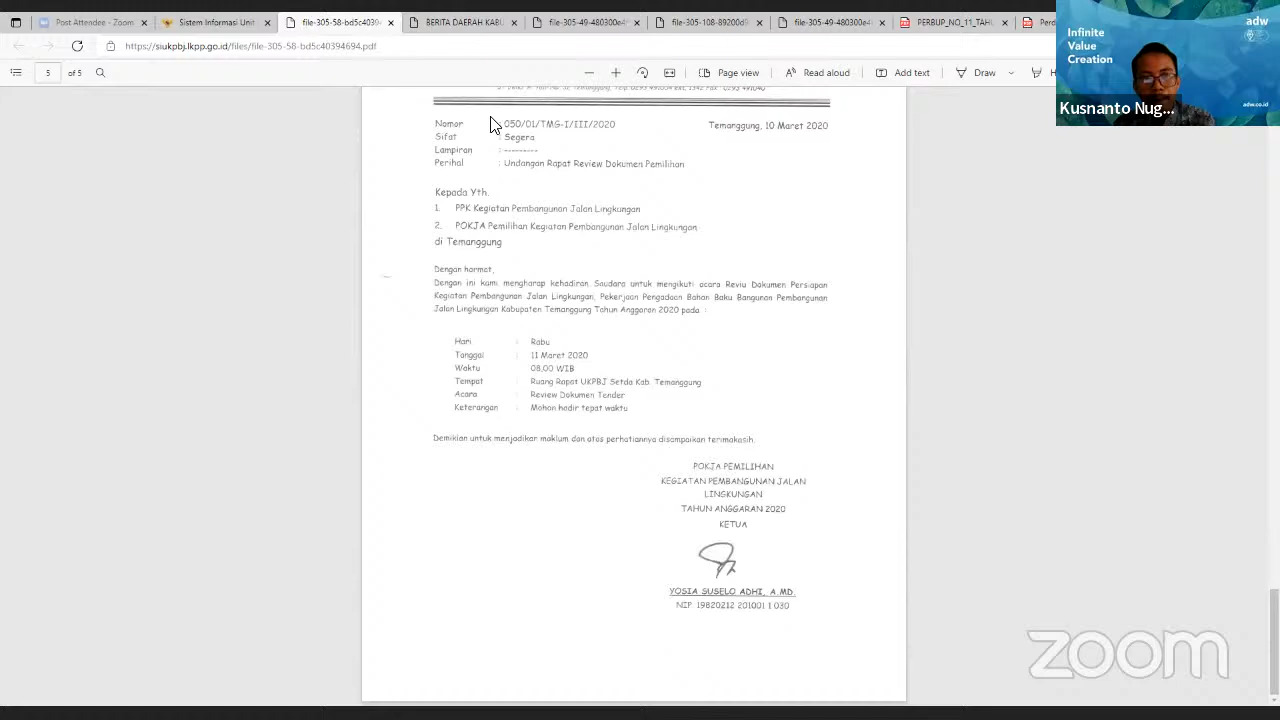 Post Attendee - Zoom
Sistem Informasi Unit
file-305-58-bd5c403
BERITA DAERAH KABU
file-305-49-480300e4
file-305-108-89200
file-305-49-480300e4
PERBUP_NO_11_TAHU
https://siukpbj.lkpp.go.id/files/file-305-58-bd5c40394694.pdf
5 of 5
Page view
Read aloud
Add text
Draw
adw
Infinite
Value
Creation
adw.co.id
Kusnanto Nug...
Nomor : 050/01/TMG-I/III/2020
Temanggung, 10 Maret 2020
Sifat : Segera
Lampiran : ---------
Perihal : Undangan Rapat Review Dokumen Pemilihan
Kepada Yth.
1. PPK Kegiatan Pembangunan Jalan Lingkungan
2. POKJA Pemilihan Kegiatan Pembangunan Jalan Lingkungan
di Temanggung
Dengan hormat,
Dengan ini kami mengharap kehadiran Saudara untuk mengikuti acara Reviu Dokumen Persiapan
Kegiatan Pembangunan Jalan Lingkungan, Pekerjaan Pengadaan Bahan Baku Bangunan Pembangunan
Jalan Lingkungan Kabupaten Temanggung Tahun Anggaran 2020 pada :
Hari : Rabu
Tanggal : 11 Maret 2020
Waktu : 08.00 WIB
Tempat : Ruang Rapat UKPBJ Setda Kab. Temanggung
Acara : Review Dokumen Tender
Keterangan : Mohon hadir tepat waktu
Demikian untuk menjadikan maklum dan atas perhatiannya disampaikan terimakasih.
POKJA PEMILIHAN
KEGIATAN PEMBANGUNAN JALAN
LINGKUNGAN
TAHUN ANGGARAN 2020
KETUA
YOSIA SUSELO ADHI, A.MD.
NIP. 19820212 201001 1 030
zoom